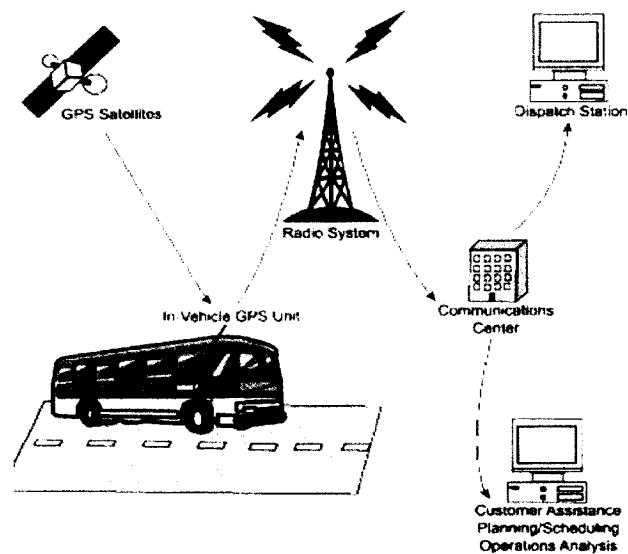 GPS Satellites
Radio System
Dispatch Station
In-Vehicle GPS Unit
Communications
Center
Customer Assistance
Planning/Scheduling
Operations Analysis